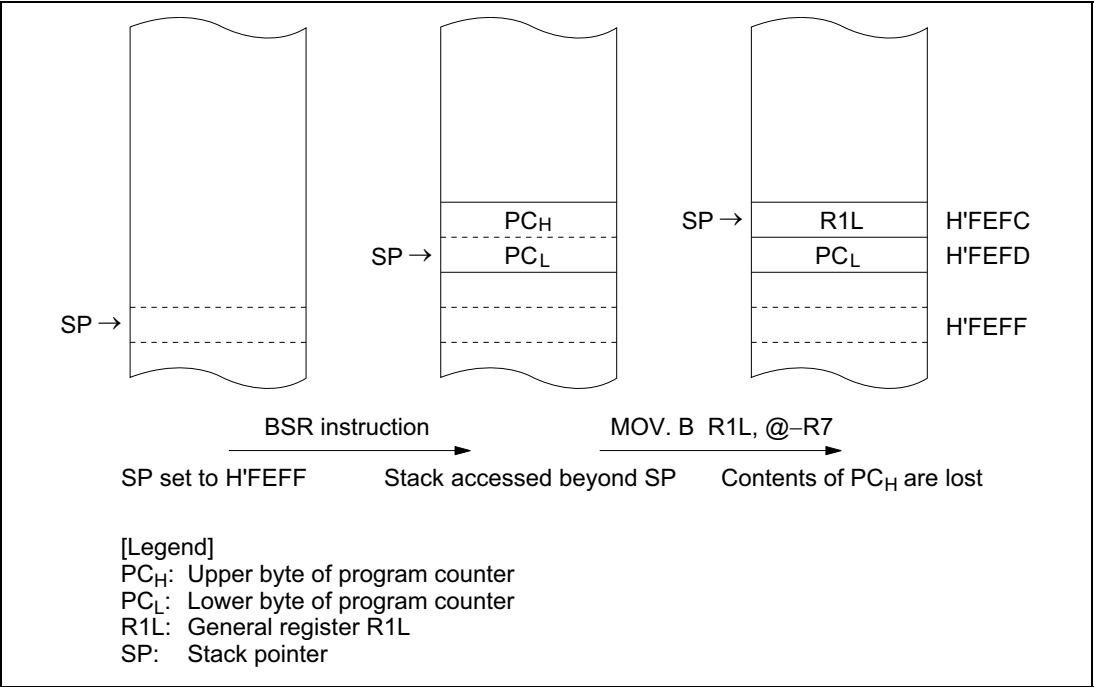 PCH
SP → R1L H'FEFC
SP → PCL PCL H'FEFD
SP → H'FEFF
BSR instruction MOV. B R1L, @–R7
SP set to H'FEFF Stack accessed beyond SP Contents of PCH are lost
[Legend]
PCH: Upper byte of program counter
PCL: Lower byte of program counter
R1L: General register R1L
SP: Stack pointer